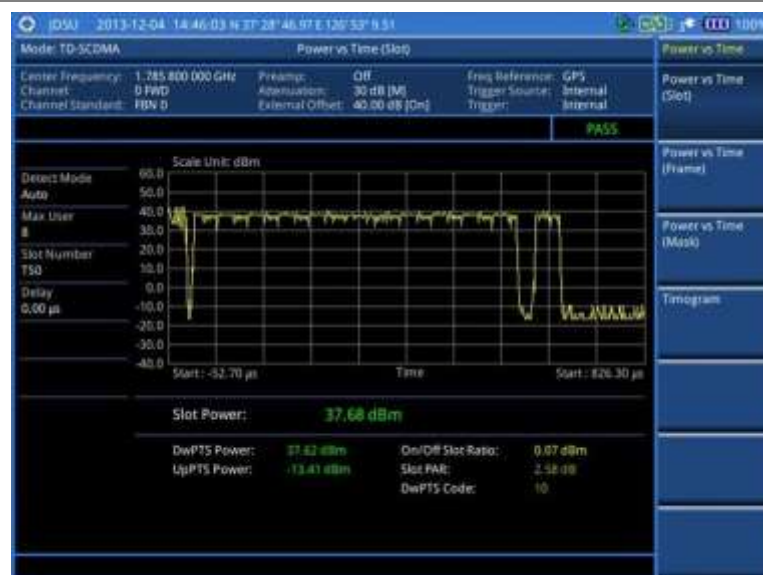 JDSU 2013-12-04 14:46:03 N 37° 28' 46.97 E 126° 53' 9.51 100%
Mode: TD-SCDMA Power vs Time (Slot) Power vs Time
Center Frequency: 1.785 800 000 GHz Preamp: Off Freq Reference: GPS
Channel: 0 FWD Attenuation: 30 dB [M] Trigger Source: Internal
Channel Standard: FBN 0 External Offset: 40.00 dB [On] Trigger: Internal
PASS
Power vs Time
(Slot)
Power vs Time
(Frame)
Power vs Time
(Mask)
Timogram
Detect Mode
Auto
Max User
8
Slot Number
TS0
Delay
0.00 µs
Scale Unit: dBm
60.0
50.0
40.0
30.0
20.0
10.0
0.0
-10.0
-20.0
-30.0
-40.0
Start: -52.70 µs Time Start: 826.30 µs
Slot Power: 37.68 dBm
DwPTS Power: 37.62 dBm On/Off Slot Ratio: 0.07 dBm
UpPTS Power: -13.41 dBm Slot PAR: 2.58 dB
DwPTS Code: 10